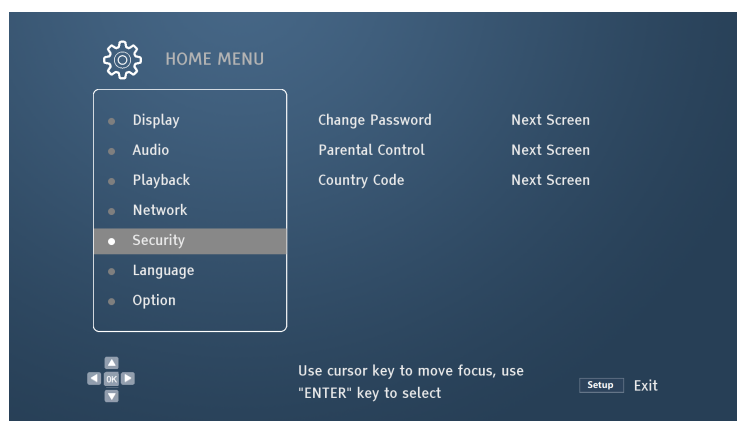 HOME MENU
Display
Audio
Playback
Network
Security
Language
Option
Change Password Next Screen
Parental Control Next Screen
Country Code Next Screen
OK
Use cursor key to move focus, use
"ENTER" key to select
Setup Exit